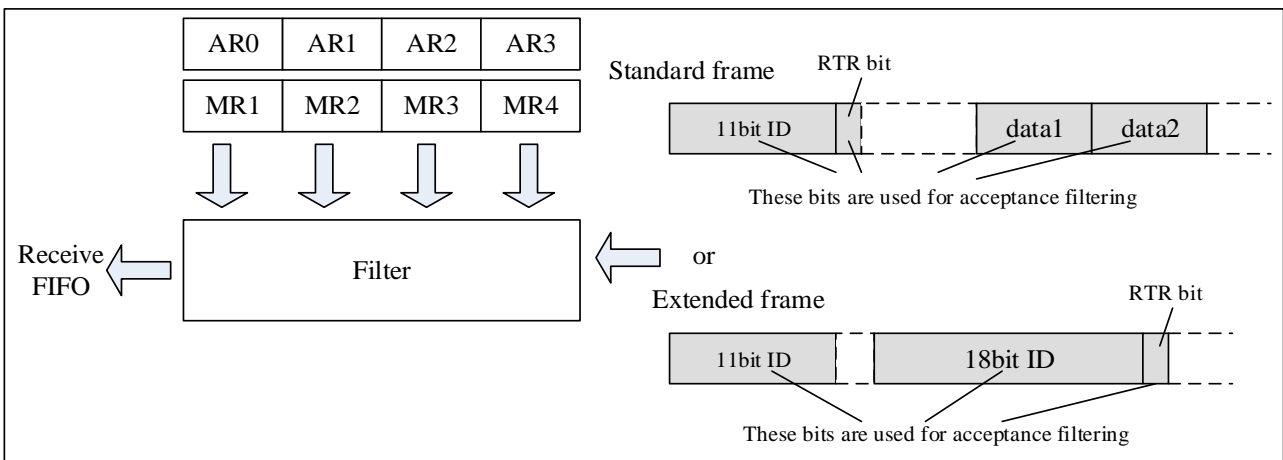 AR0 AR1 AR2 AR3
MR1 MR2 MR3 MR4
Filter
Receive
FIFO
Standard frame
RTR bit
11bit ID
data1
data2
These bits are used for acceptance filtering
or
Extended frame
RTR bit
11bit ID
18bit ID
These bits are used for acceptance filtering